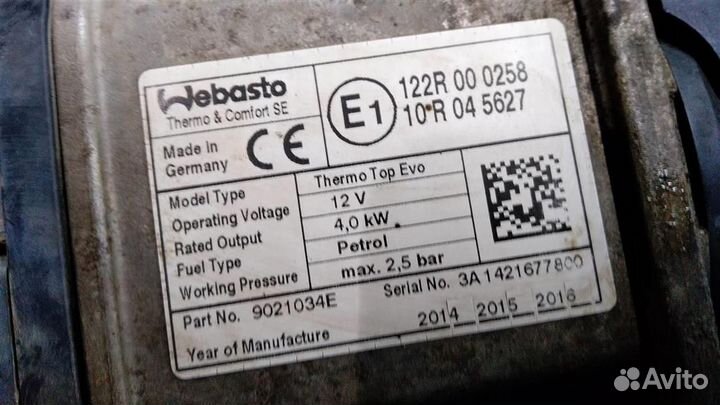 Webasto
Thermo & Comfort SE
Made in
Germany
CE
E1
122R 00 0258
10 R 04 5627
Model Type Thermo Top Evo
Operating Voltage 12 V
Rated Output 4,0 kW
Fuel Type Petrol
Working Pressure max. 2,5 bar
Part No. 9021034E Serial No. 3A1421677800
Year of Manufacture 2014 2015 2016
Avito